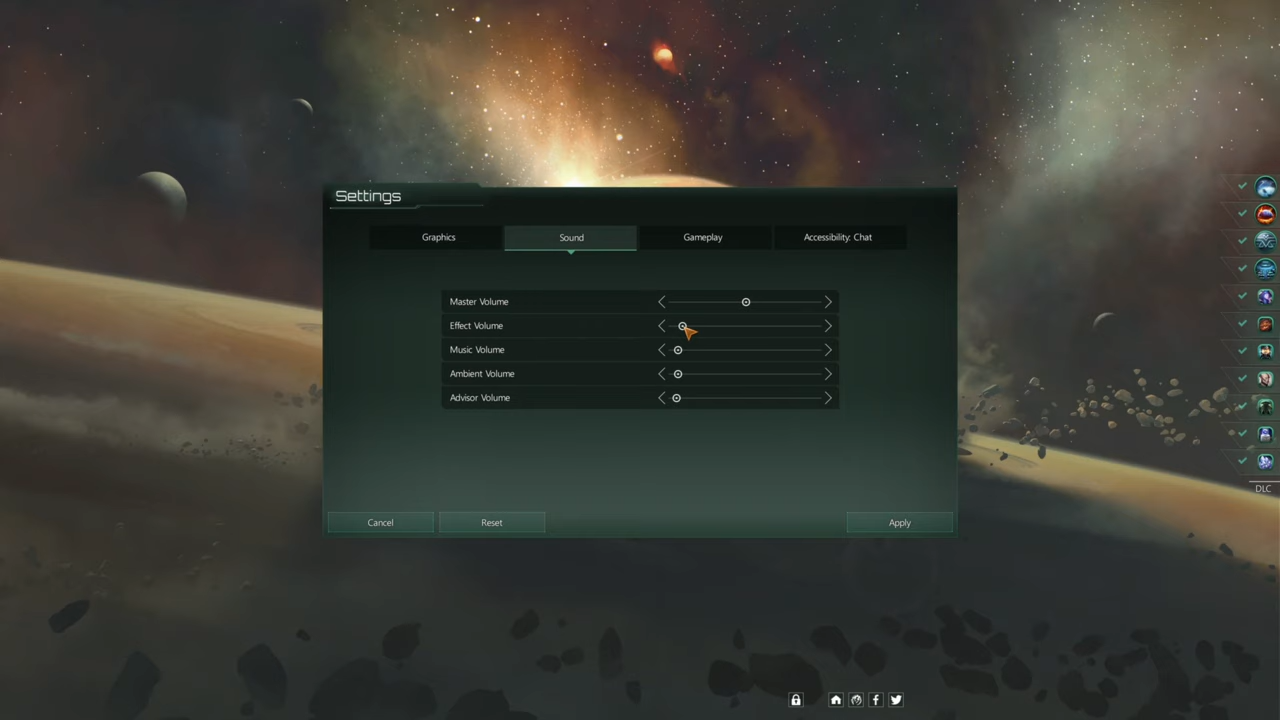 Settings
Graphics Sound Gameplay Accessibility: Chat
Master Volume
Effect Volume
Music Volume
Ambient Volume
Advisor Volume
DLC
Cancel Reset Apply